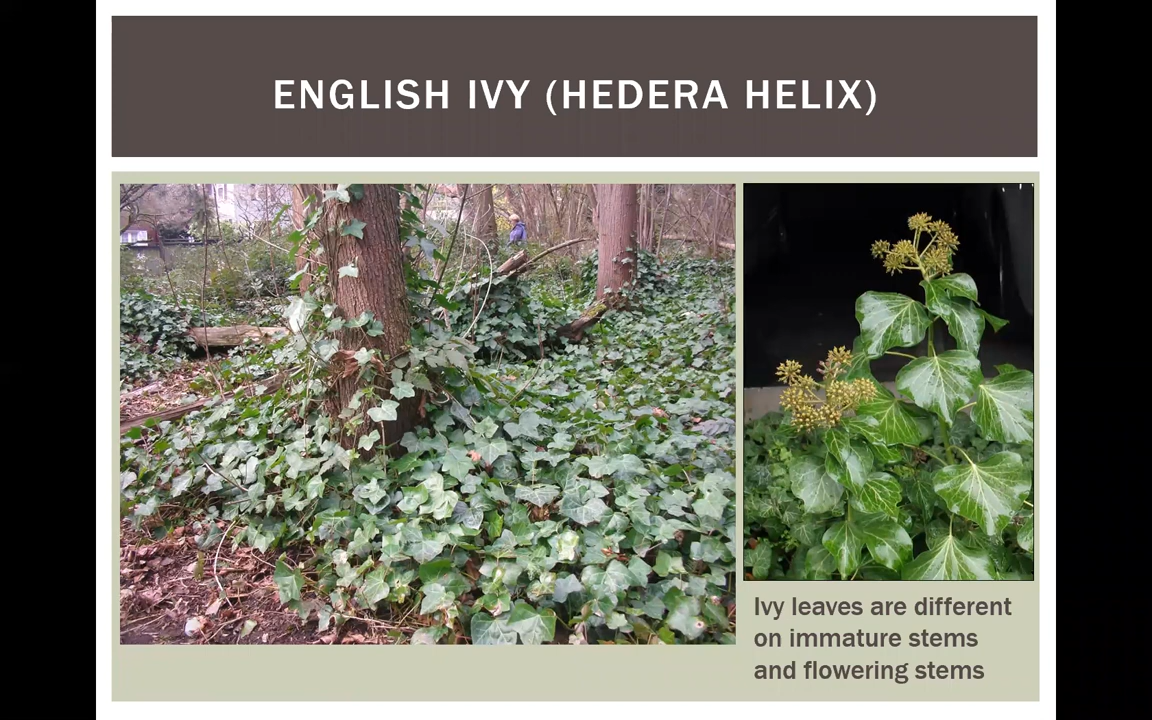 ENGLISH IVY (HEDERA HELIX)
Ivy leaves are different
on immature stems
and flowering stems